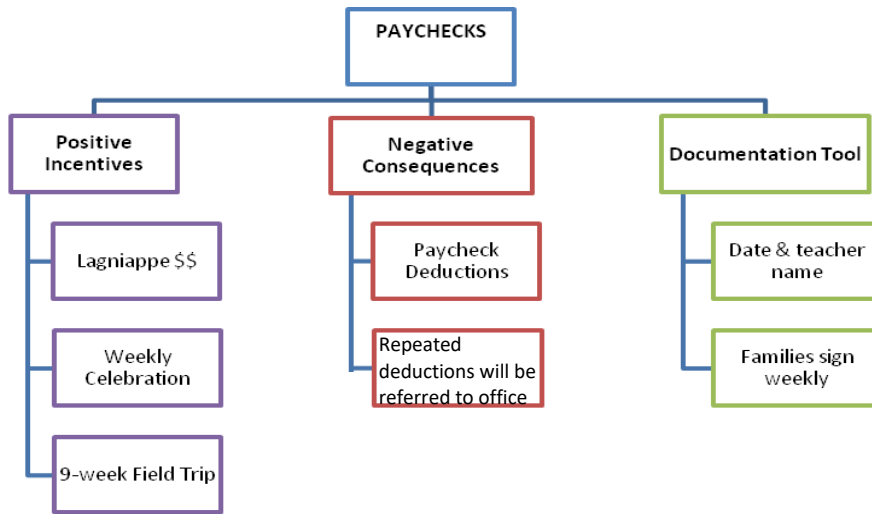 PAYCHECKS
Positive
Incentives
Lagniappe $$
Weekly
Celebration
9-week Field Trip
Negative
Consequences
Paycheck
Deductions
Repeated
deductions will be
referred to office
Documentation Tool
Date & teacher
name
Families sign
weekly